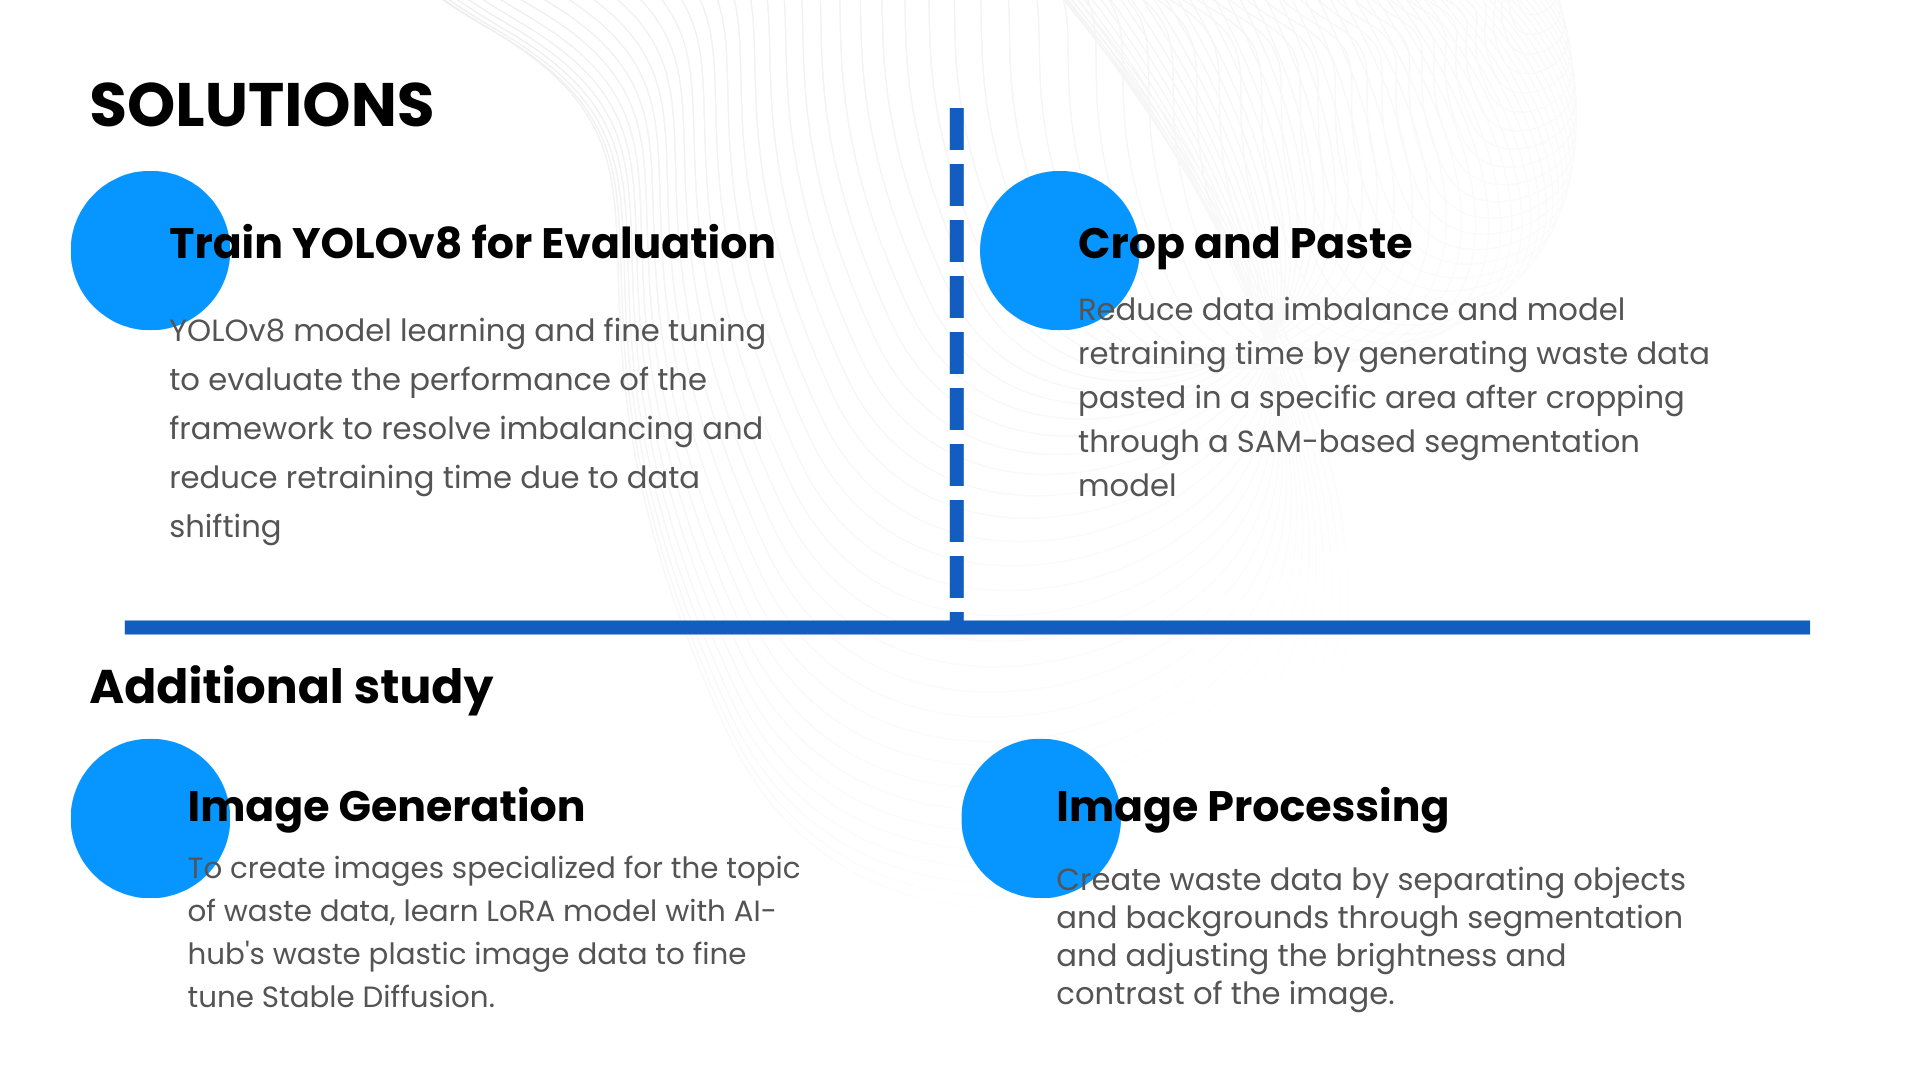 SOLUTIONS
Train YOLOv8 for Evaluation
YOLOv8 model learning and fine tuning
to evaluate the performance of the
framework to resolve imbalancing and
reduce retraining time due to data
shifting
Crop and Paste
Reduce data imbalance and model
retraining time by generating waste data
pasted in a specific area after cropping
through a SAM-based segmentation
model
Additional study
Image Generation
To create images specialized for the topic
of waste data, learn LoRA model with AI-
hub's waste plastic image data to fine
tune Stable Diffusion.
Image Processing
Create waste data by separating objects
and backgrounds through segmentation
and adjusting the brightness and
contrast of the image.